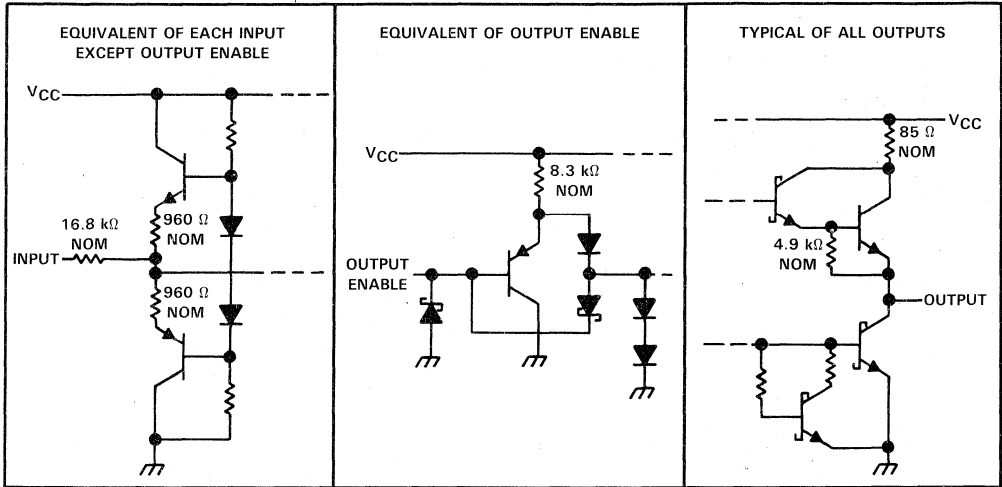 EQUIVALENT OF EACH INPUT
EXCEPT OUTPUT ENABLE
VCC
16.8 kΩ
NOM
960 Ω
NOM
INPUT
960 Ω
NOM
EQUIVALENT OF OUTPUT ENABLE
VCC
8.3 kΩ
NOM
OUTPUT
ENABLE
TYPICAL OF ALL OUTPUTS
VCC
85 Ω
NOM
4.9 kΩ
NOM
OUTPUT